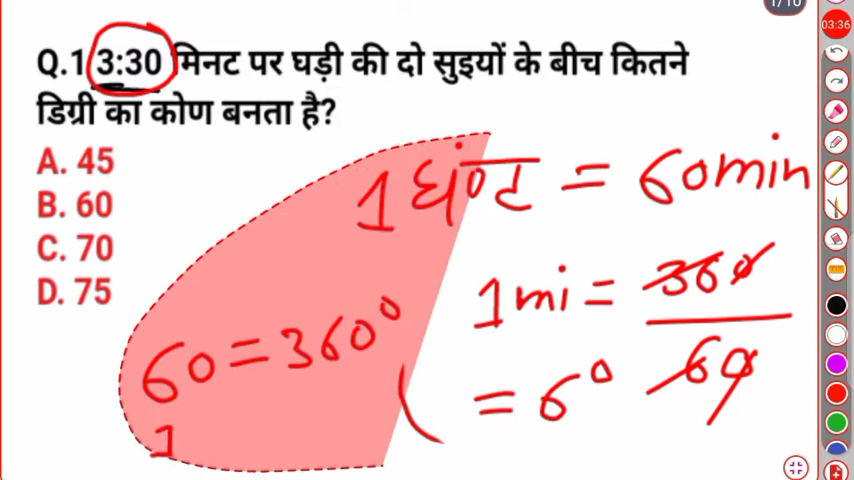 1/10
03:36
Q.1 3:30 मिनट पर घड़ी की दो सुइयों के बीच कितने
डिग्री का कोण बनता है?
A. 45
B. 60
C. 70
D. 75
1 घंण्ट = 60min
1mi = 360/60
60 = 360°
= 6°
1